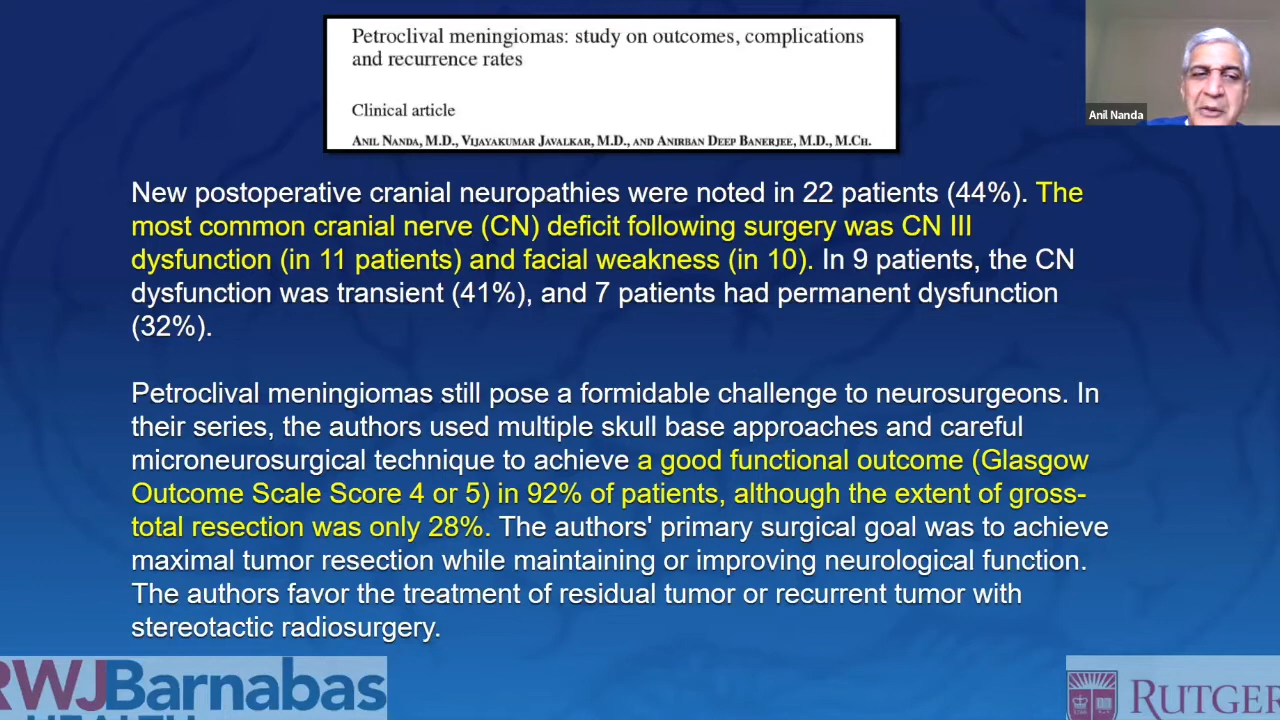 Petroclival meningiomas: study on outcomes, complications
and recurrence rates
Clinical article
ANIL NANDA, M.D., VIJAYAKUMAR JAVALKAR, M.D., AND ANIRBAN DEEP BANERJEE, M.D., M.CH.
Anil Nanda
New postoperative cranial neuropathies were noted in 22 patients (44%). The
most common cranial nerve (CN) deficit following surgery was CN III
dysfunction (in 11 patients) and facial weakness (in 10). In 9 patients, the CN
dysfunction was transient (41%), and 7 patients had permanent dysfunction
(32%).
Petroclival meningiomas still pose a formidable challenge to neurosurgeons. In
their series, the authors used multiple skull base approaches and careful
microneurosurgical technique to achieve a good functional outcome (Glasgow
Outcome Scale Score 4 or 5) in 92% of patients, although the extent of gross-
total resection was only 28%. The authors' primary surgical goal was to achieve
maximal tumor resection while maintaining or improving neurological function.
The authors favor the treatment of residual tumor or recurrent tumor with
stereotactic radiosurgery.
RWJBarnabas
HEALTH
RUTGER